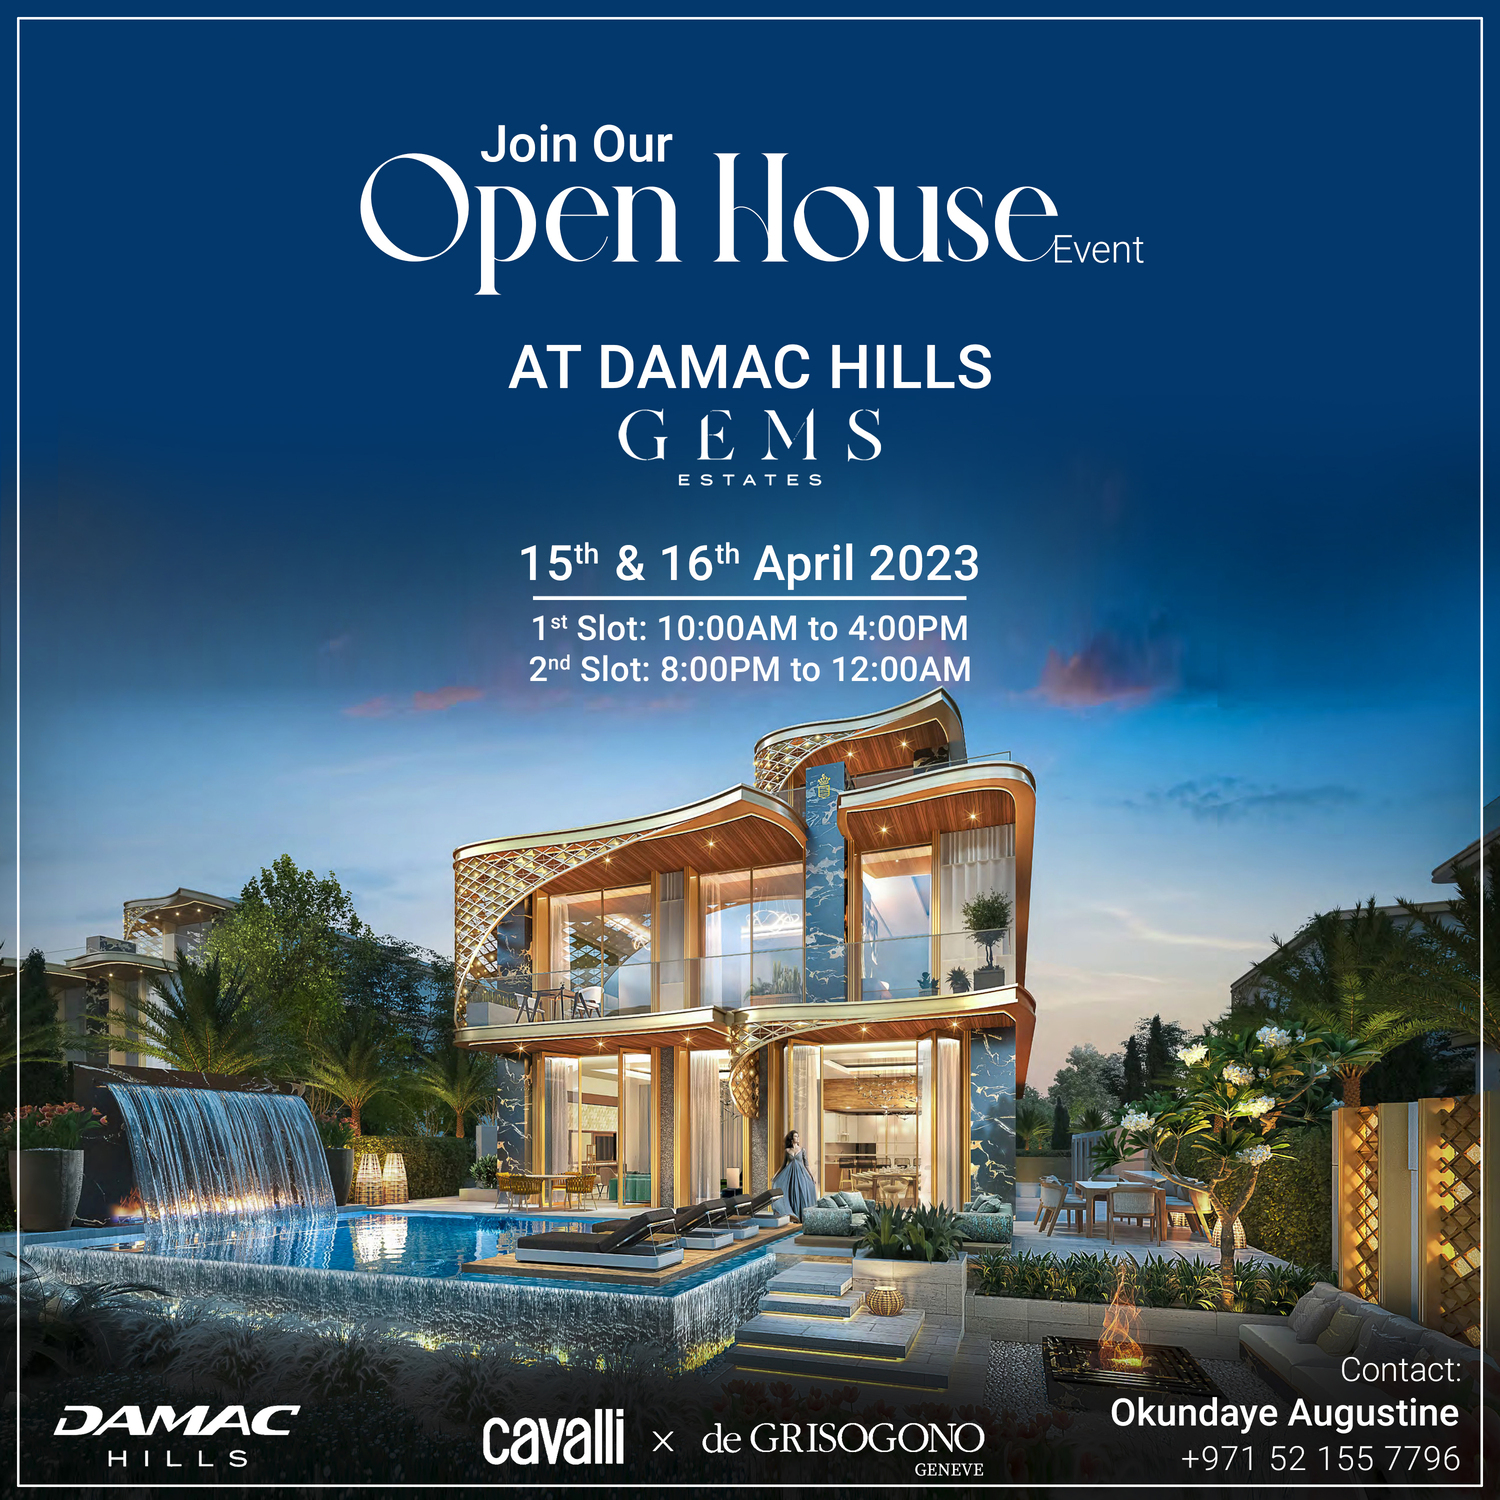 Join Our
Open House Event
AT DAMAC HILLS
GEMS
ESTATES
15th & 16th April 2023
1st Slot: 10:00AM to 4:00PM
2nd Slot: 8:00PM to 12:00AM
Contact:
Okundaye Augustine
+971 52 155 7796
DAMAC
HILLS
cavalli x de GRISOGONO
GENEVE